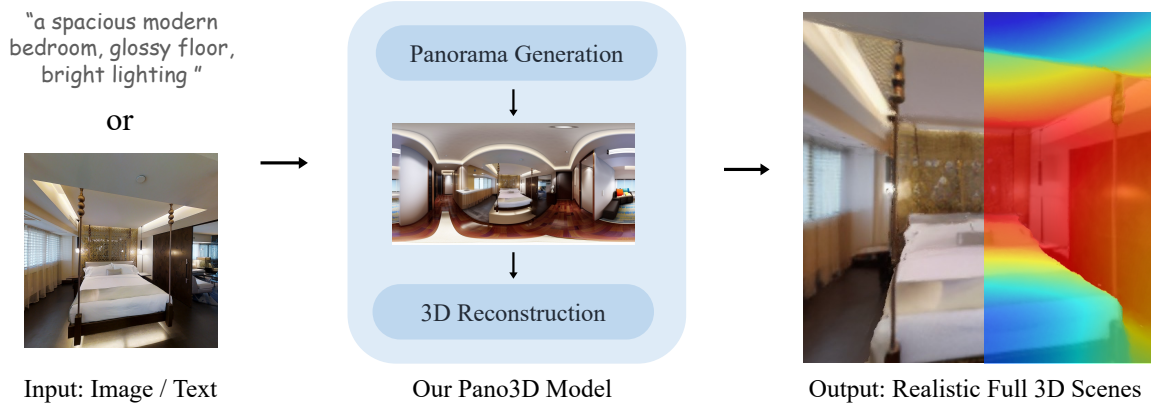 “a spacious modern
bedroom, glossy floor,
bright lighting ”
or
Panorama Generation
3D Reconstruction
Input: Image / Text
Our Pano3D Model
Output: Realistic Full 3D Scenes